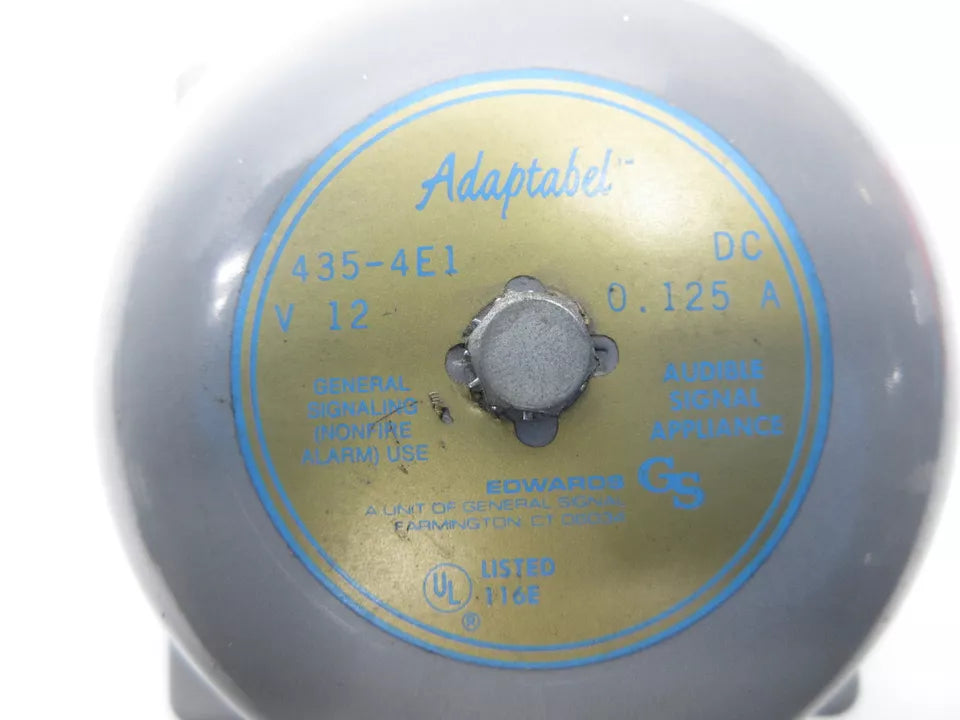 Adaptabel™
435-4E1 DC
V 12 0.125 A
GENERAL
SIGNALING
(NONFIRE
ALARM) USE
AUDIBLE
SIGNAL
APPLIANCE
EDWARDS GS
A UNIT OF GENERAL SIGNAL
FARMINGTON, CT
UL LISTED
116E
®